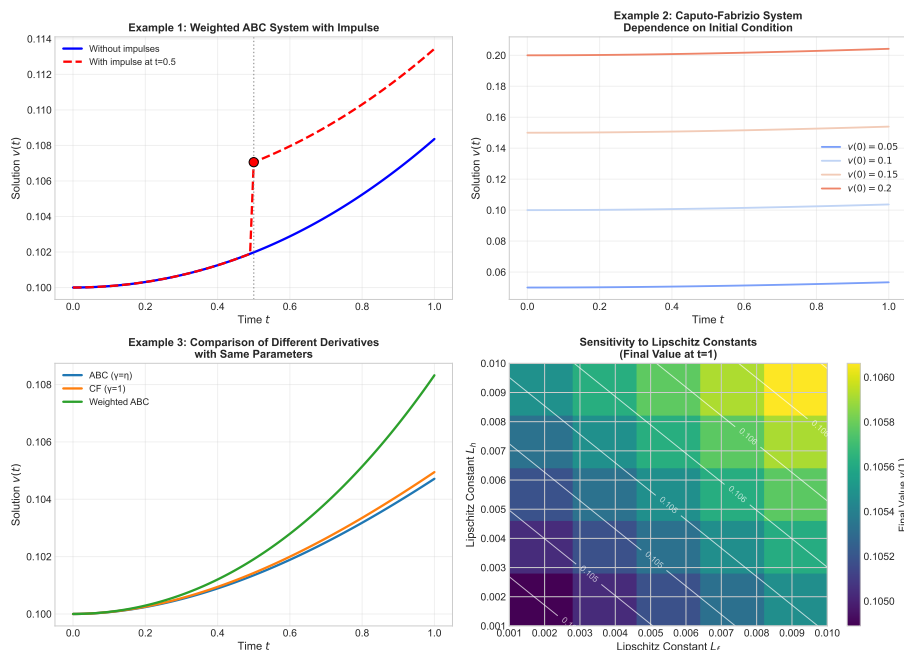 Example 1: Weighted ABC System with Impulse
0.114
0.112
0.110
0.108
0.106
0.104
0.102
0.100
Solution v(t)
Without impulses
With impulse at t=0.5
0.0 0.2 0.4 0.6 0.8 1.0
Time t
Example 2: Caputo-Fabrizio System
Dependence on Initial Condition
0.20
0.18
0.16
0.14
0.12
0.10
0.08
0.06
Solution v(t)
v(0) = 0.05
v(0) = 0.1
v(0) = 0.15
v(0) = 0.2
0.0 0.2 0.4 0.6 0.8 1.0
Time t
Example 3: Comparison of Different Derivatives
with Same Parameters
0.108
0.106
0.104
0.102
0.100
Solution v(t)
ABC (γ=η)
CF (γ=1)
Weighted ABC
0.0 0.2 0.4 0.6 0.8 1.0
Time t
Sensitivity to Lipschitz Constants
(Final Value at t=1)
0.010
0.009
0.008
0.007
0.006
0.005
0.004
0.003
0.002
0.001
Lipschitz Constant Lₕ
0.106
0.106
0.105
0.105
0.105
0.001 0.002 0.003 0.004 0.005 0.006 0.007 0.008 0.009 0.010
Lipschitz Constant
0.1060
0.1058
0.1056
0.1054
0.1052
0.1050
Final Value v(1)